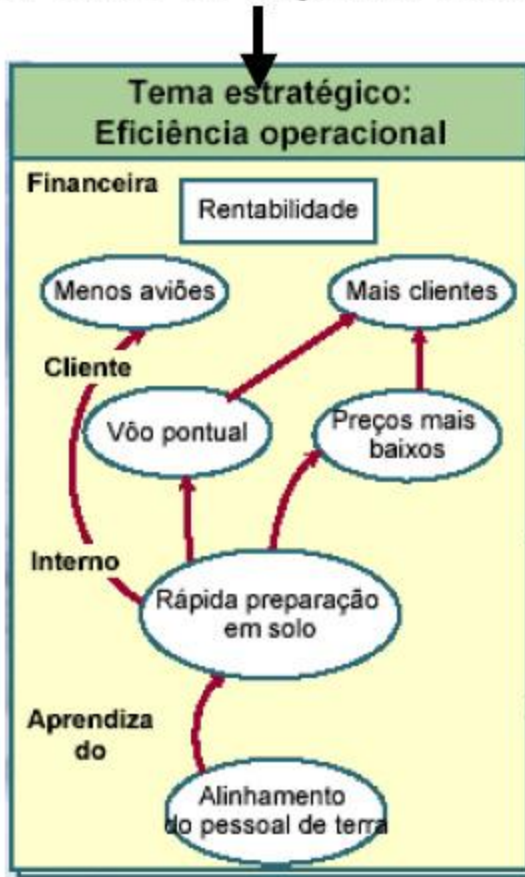 Tema estratégico:
Eficiência operacional
Financeira
Rentabilidade
Menos aviões
Mais clientes
Cliente
Vôo pontual
Preços mais
baixos
Interno
Rápida preparação
em solo
Aprendiza
do
Alinhamento
do pessoal de terra